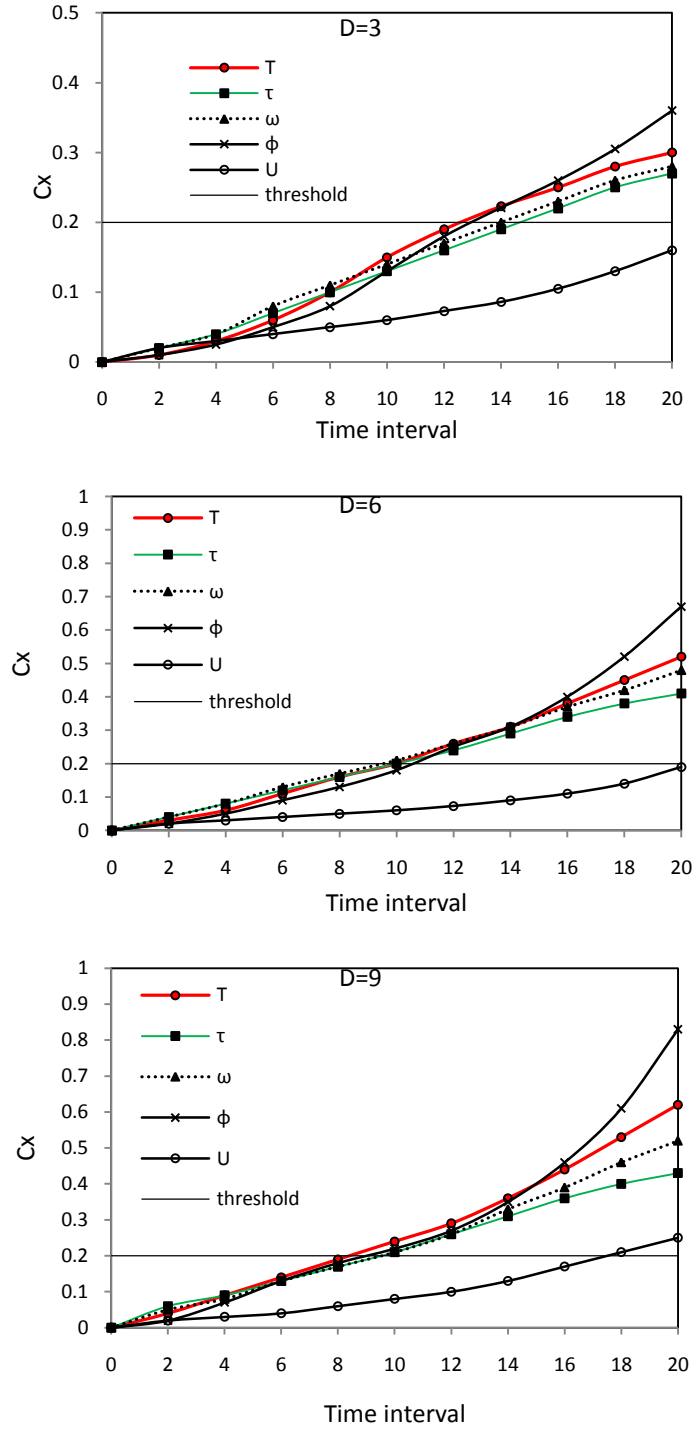 D=3
0.5
0.4
0.3
0.2
0.1
0
Cx
T
τ
ω
ϕ
U
threshold
0 2 4 6 8 10 12 14 16 18 20
Time interval
D=6
1
0.9
0.8
0.7
0.6
0.5
0.4
0.3
0.2
0.1
0
Cx
T
τ
ω
ϕ
U
threshold
0 2 4 6 8 10 12 14 16 18 20
Time interval
D=9
1
0.9
0.8
0.7
0.6
0.5
0.4
0.3
0.2
0.1
0
Cx
T
τ
ω
ϕ
U
threshold
0 2 4 6 8 10 12 14 16 18 20
Time interval